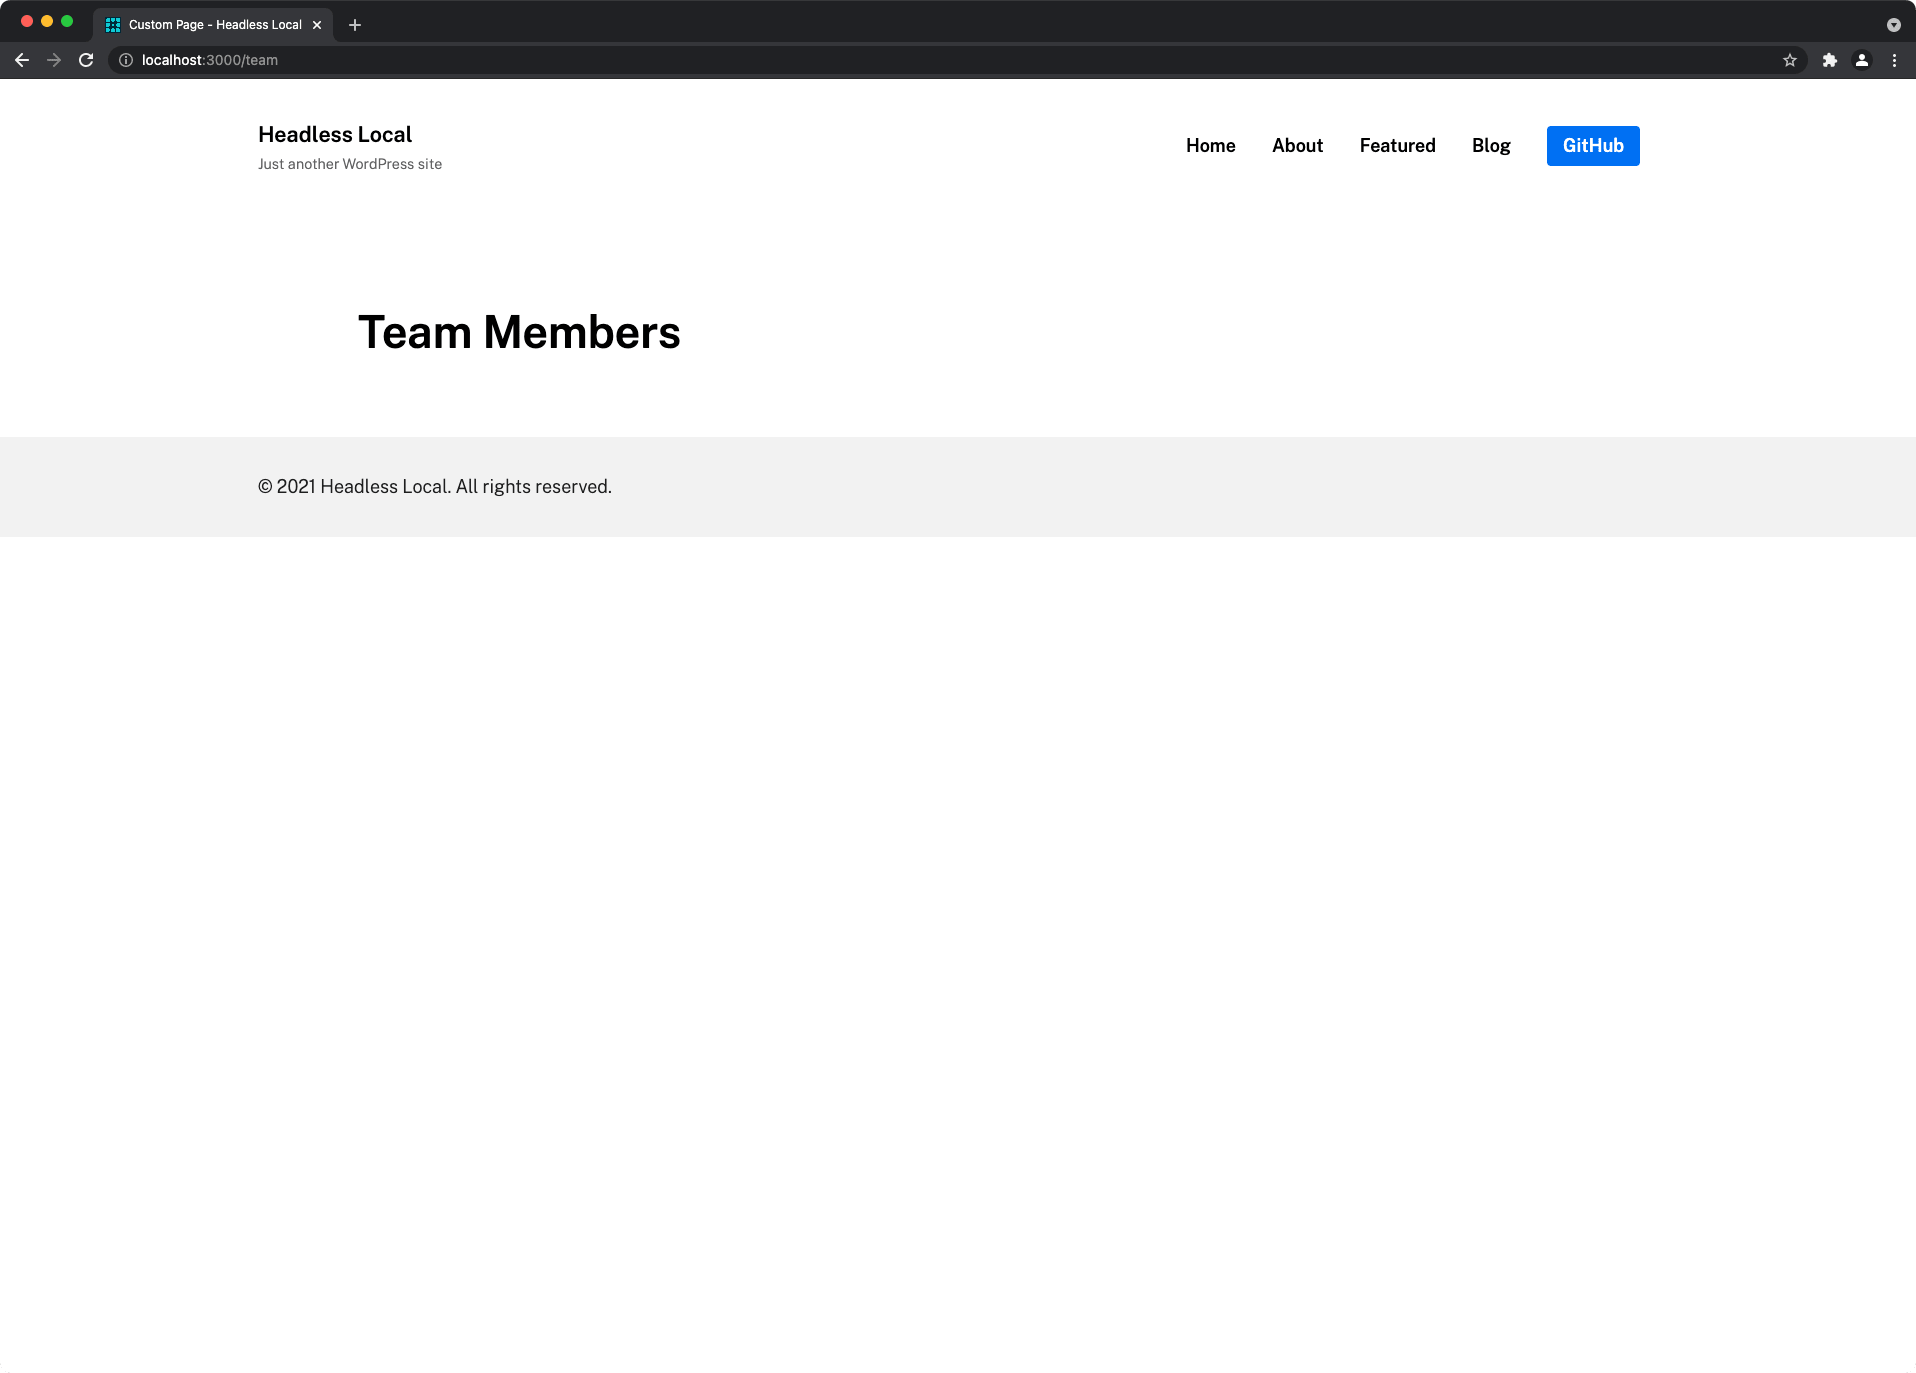 Custom Page - Headless Local
localhost:3000/team
Headless Local
Just another WordPress site
Home About Featured Blog GitHub
Team Members
© 2021 Headless Local. All rights reserved.